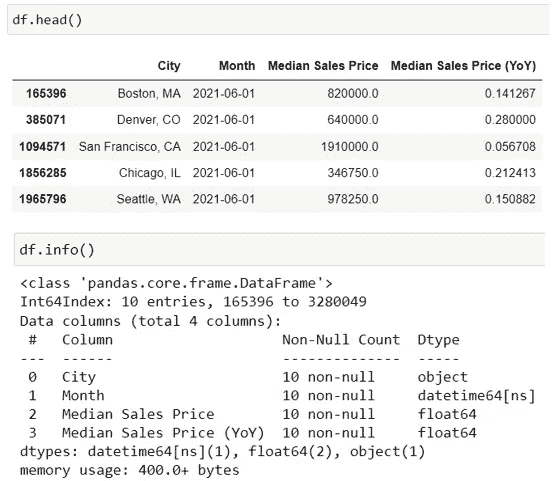 df.head()
City Month Median Sales Price Median Sales Price (YoY)
165396 Boston, MA 2021-06-01 820000.0 0.141267
385071 Denver, CO 2021-06-01 640000.0 0.280000
1094571 San Francisco, CA 2021-06-01 1910000.0 0.056708
1856285 Chicago, IL 2021-06-01 346750.0 0.212413
1965796 Seattle, WA 2021-06-01 978250.0 0.150882
df.info()
<class 'pandas.core.frame.DataFrame'>
Int64Index: 10 entries, 165396 to 3280049
Data columns (total 4 columns):
# Column Non-Null Count Dtype
--- ------ -------------- -----
0 City 10 non-null object
1 Month 10 non-null datetime64[ns]
2 Median Sales Price 10 non-null float64
3 Median Sales Price (YoY) 10 non-null float64
dtypes: datetime64[ns](1), float64(2), object(1)
memory usage: 400.0+ bytes